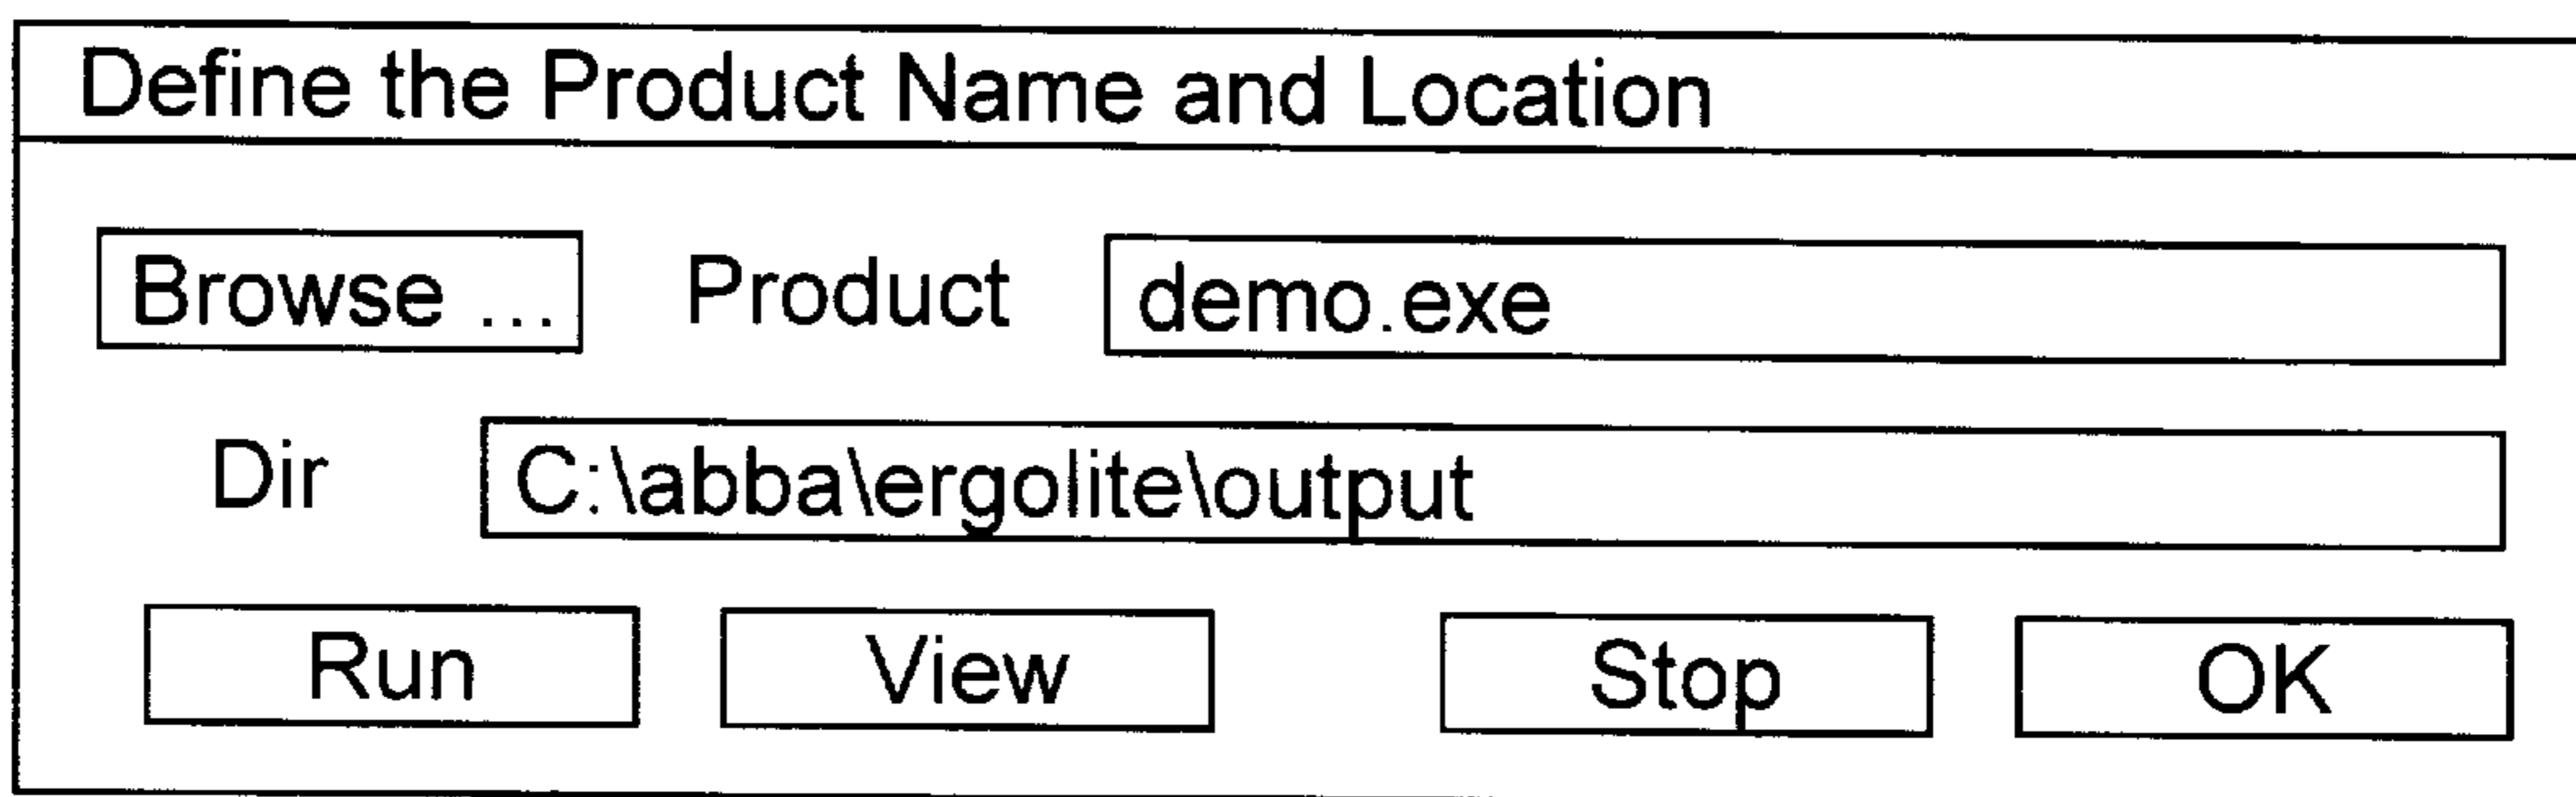 Define the Product Name and Location
Browse ... Product demo.exe
Dir C:\abba\ergolite\output
Run View Stop OK